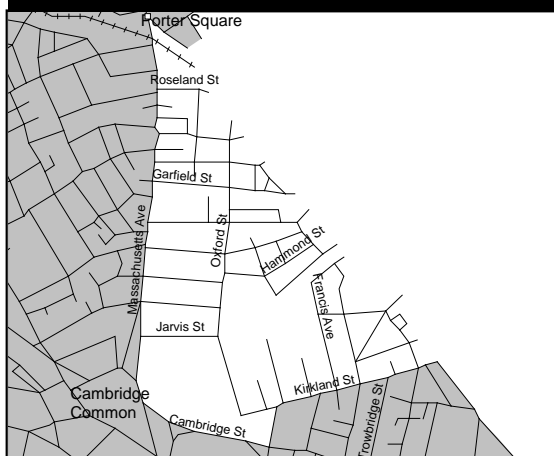 Porter Square
Roseland St
Garfield St
Massachusetts Ave
Oxford St
Hammond St
Francis Ave
Jarvis St
Kirkland St
Cambridge
Common
Cambridge St
Trowbridge St